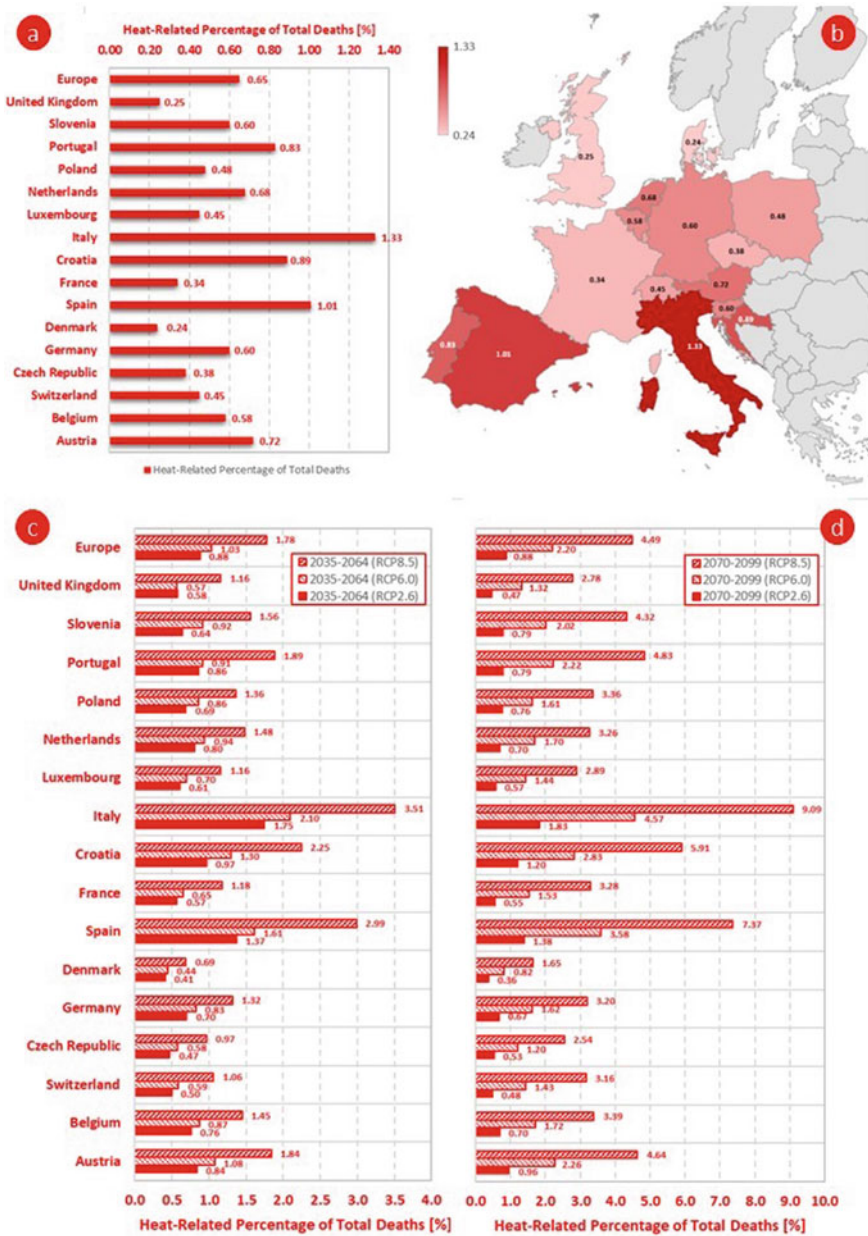 a
Heat-Related Percentage of Total Deaths [%]
0.00 0.20 0.40 0.60 0.80 1.00 1.20 1.40
Europe 0.65
United Kingdom 0.25
Slovenia 0.60
Portugal 0.83
Poland 0.48
Netherlands 0.68
Luxembourg 0.45
Italy 1.33
Croatia 0.89
France 0.34
Spain 1.01
Denmark 0.24
Germany 0.60
Czech Republic 0.38
Switzerland 0.45
Belgium 0.58
Austria 0.72
Heat-Related Percentage of Total Deaths
b
1.33
0.24
0.24
0.25
0.68
0.58
0.60
0.48
0.38
0.34
0.45
0.72
0.60
0.89
0.83
1.01
1.33
c
2035-2064 (RCP8.5)
2035-2064 (RCP6.0)
2035-2064 (RCP2.6)
Europe 1.78
1.03
0.88
United Kingdom 1.16
0.57
0.58
Slovenia 1.56
0.92
0.64
Portugal 1.89
0.91
0.86
Poland 1.36
0.86
0.69
Netherlands 1.48
0.94
0.80
Luxembourg 1.16
0.70
0.61
Italy 3.51
2.10
1.75
Croatia 2.25
1.30
0.97
France 1.18
0.65
0.57
Spain 2.99
1.61
1.37
Denmark 0.69
0.44
0.41
Germany 1.32
0.83
0.70
Czech Republic 0.97
0.58
0.47
Switzerland 1.06
0.59
0.50
Belgium 1.45
0.87
0.76
Austria 1.84
1.08
0.84
0.0 0.5 1.0 1.5 2.0 2.5 3.0 3.5 4.0
Heat-Related Percentage of Total Deaths [%]
d
2070-2099 (RCP8.5)
2070-2099 (RCP6.0)
2070-2099 (RCP2.6)
4.49
2.20
0.88
2.78
1.32
0.47
4.32
2.02
0.79
4.83
2.22
0.79
3.36
1.61
0.76
3.26
1.70
0.70
2.89
1.44
0.57
9.09
4.57
1.83
5.91
2.83
1.20
3.28
1.53
0.55
7.37
3.58
1.38
1.65
0.82
0.36
3.20
1.62
0.67
2.54
1.20
0.53
3.16
1.43
0.48
3.39
1.72
0.70
4.64
2.26
0.96
0.0 1.0 2.0 3.0 4.0 5.0 6.0 7.0 8.0 9.0 10.0
Heat-Related Percentage of Total Deaths [%]